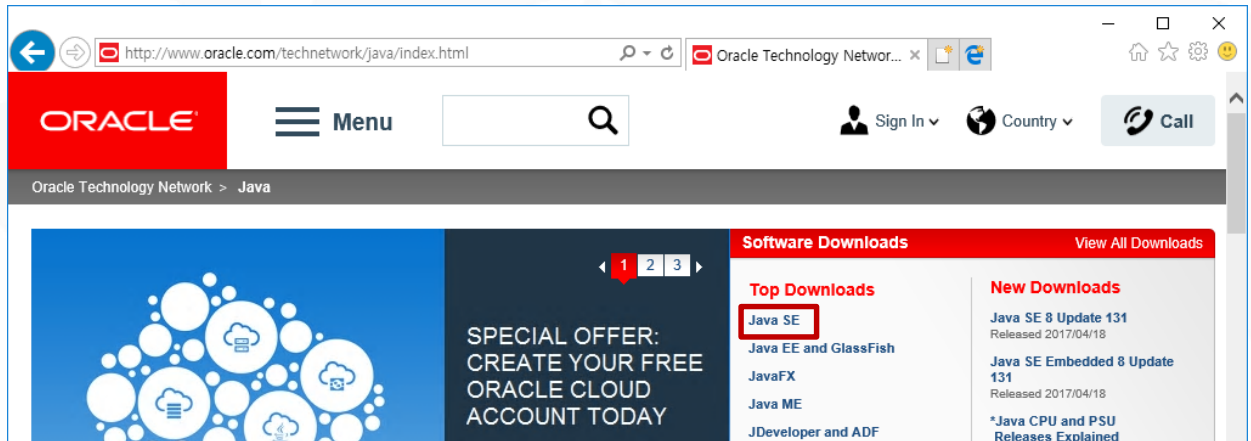 http://www.oracle.com/technetwork/java/index.html
Oracle Technology Networ...
ORACLE
Menu
Sign In
Country
Call
Oracle Technology Network > Java
1 2 3
SPECIAL OFFER:
CREATE YOUR FREE
ORACLE CLOUD
ACCOUNT TODAY
Software Downloads
View All Downloads
Top Downloads
Java SE
Java EE and GlassFish
JavaFX
Java ME
JDeveloper and ADF
New Downloads
Java SE 8 Update 131
Released 2017/04/18
Java SE Embedded 8 Update
131
Released 2017/04/18
*Java CPU and PSU
Releases Explained